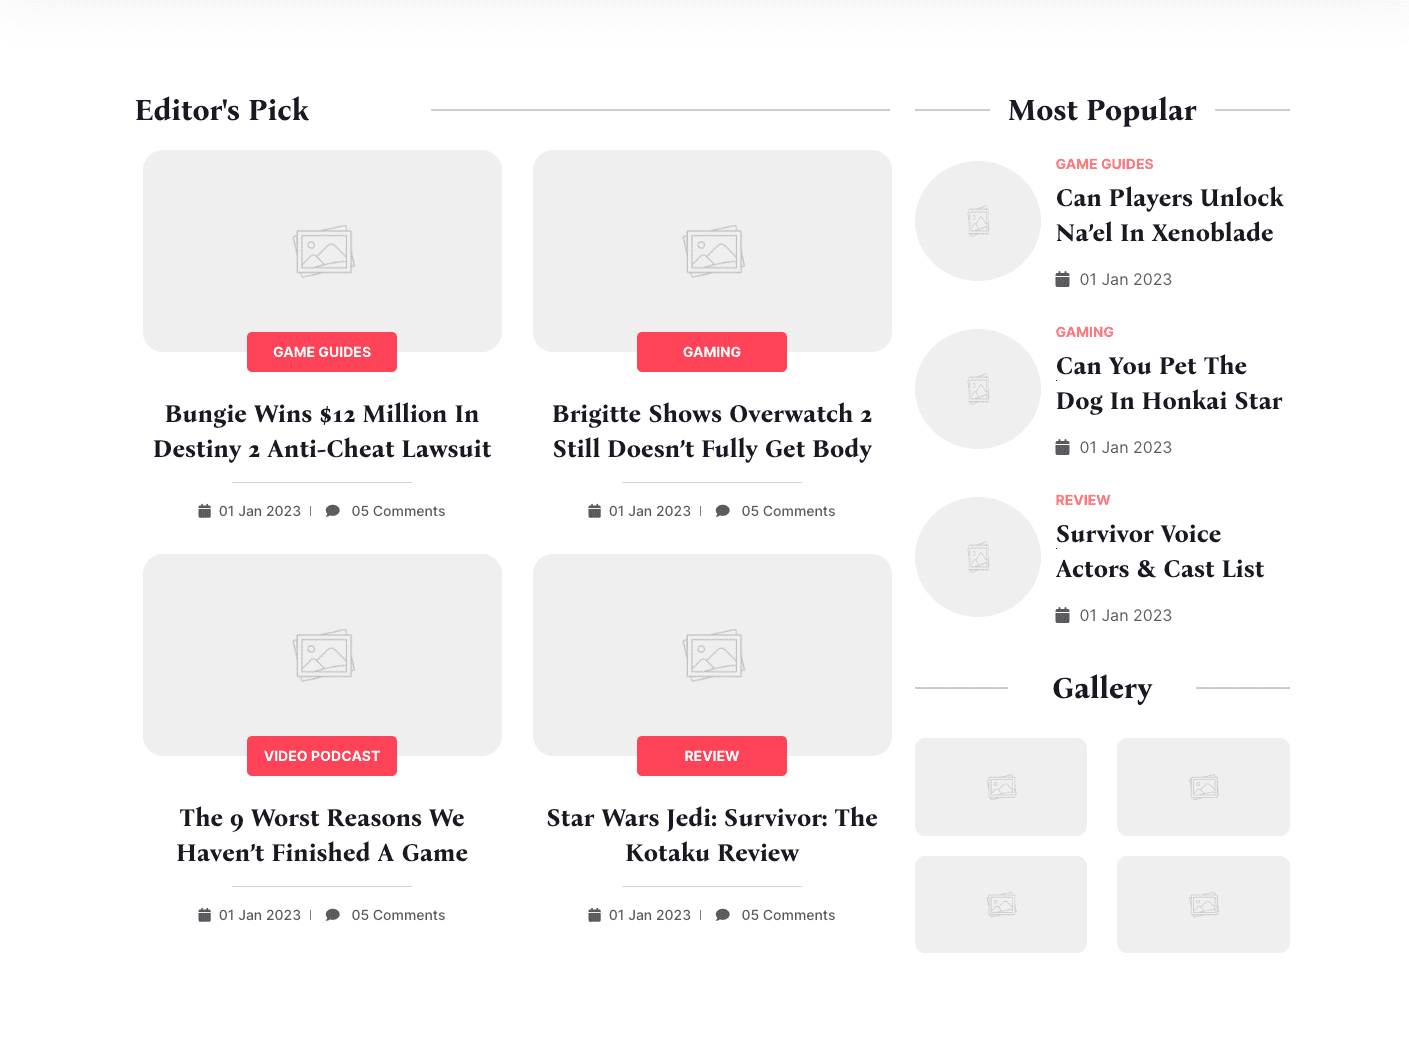 Editor's Pick
GAME GUIDES
Bungie Wins $12 Million In
Destiny 2 Anti-Cheat Lawsuit
01 Jan 2023 | 05 Comments
GAMING
Brigitte Shows Overwatch 2
Still Doesn’t Fully Get Body
01 Jan 2023 | 05 Comments
VIDEO PODCAST
The 9 Worst Reasons We
Haven’t Finished A Game
01 Jan 2023 | 05 Comments
REVIEW
Star Wars Jedi: Survivor: The
Kotaku Review
01 Jan 2023 | 05 Comments
Most Popular
GAME GUIDES
Can Players Unlock
Na’el In Xenoblade
01 Jan 2023
GAMING
Can You Pet The
Dog In Honkai Star
01 Jan 2023
REVIEW
Survivor Voice
Actors & Cast List
01 Jan 2023
Gallery